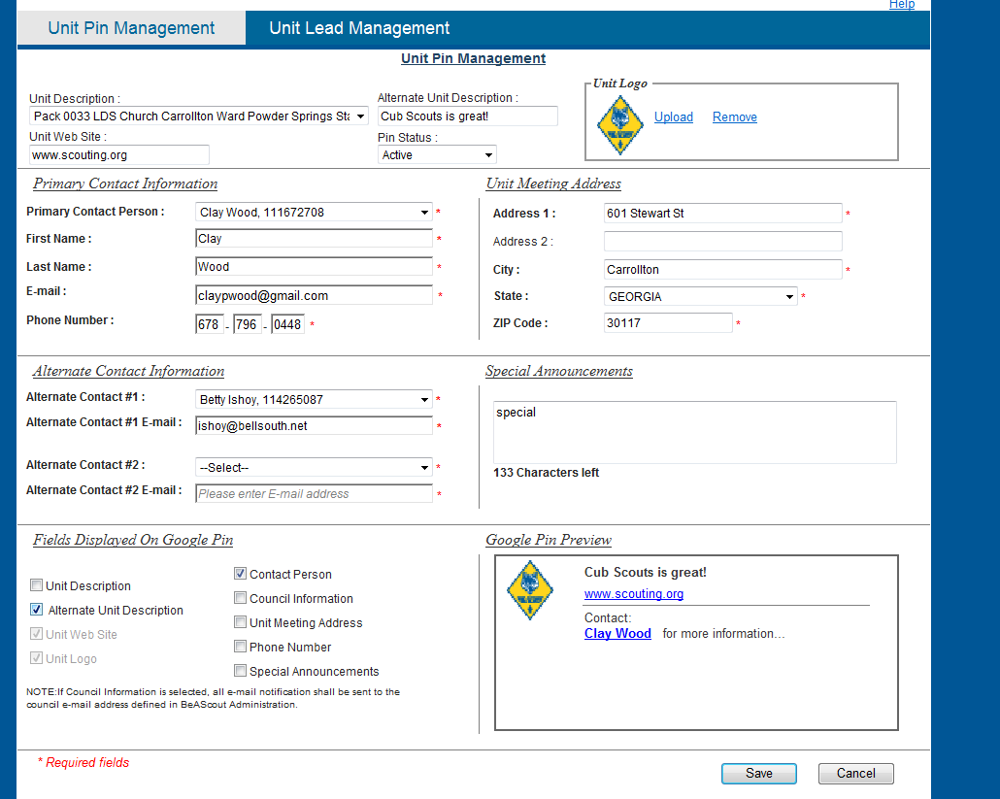 Help
Unit Pin Management
Unit Lead Management
Unit Pin Management
Unit Description :
Pack 0033 LDS Church Carrollton Ward Powder Springs Sta
Alternate Unit Description :
Cub Scouts is great!
Unit Web Site :
www.scouting.org
Pin Status :
Active
Unit Logo
Upload
Remove
Primary Contact Information
Primary Contact Person :
Clay Wood, 111672708 *
First Name :
Clay *
Last Name :
Wood *
E-mail :
claypwood@gmail.com *
Phone Number :
678 - 796 - 0448 *
Unit Meeting Address
Address 1 :
601 Stewart St *
Address 2 :
City :
Carrollton *
State :
GEORGIA *
ZIP Code :
30117 *
Alternate Contact Information
Alternate Contact #1 :
Betty Ishoy, 114265087 *
Alternate Contact #1 E-mail :
ishoy@bellsouth.net *
Alternate Contact #2 :
--Select-- *
Alternate Contact #2 E-mail :
Please enter E-mail address *
Special Announcements
special
133 Characters left
Fields Displayed On Google Pin
Unit Description
Alternate Unit Description
Unit Web Site
Unit Logo
Contact Person
Council Information
Unit Meeting Address
Phone Number
Special Announcements
NOTE:If Council Information is selected, all e-mail notification shall be sent to the
council e-mail address defined in BeAScout Administration.
Google Pin Preview
Cub Scouts is great!
www.scouting.org
Contact:
Clay Wood for more information...
* Required fields
Save
Cancel